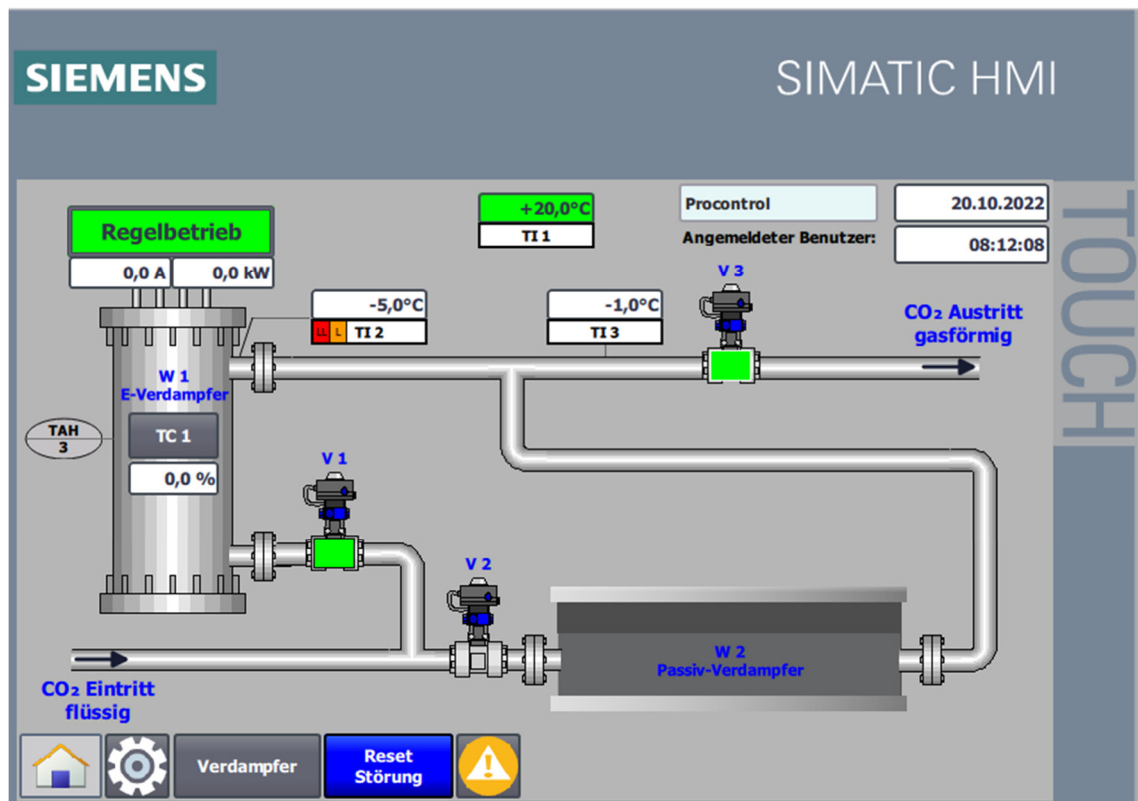 SIEMENS
SIMATIC HMI
TOUCH
Regelbetrieb
0,0 A
0,0 kW
+20,0°C
TI 1
Procontrol
20.10.2022
Angemeldeter Benutzer:
08:12:08
-5,0°C
LL L TI 2
-1,0°C
TI 3
V 3
CO₂ Austritt
gasförmig
W 1
E-Verdampfer
TAH
3
TC 1
0,0 %
V 1
V 2
W 2
Passiv-Verdampfer
CO₂ Eintritt
flüssig
Verdampfer
Reset
Störung